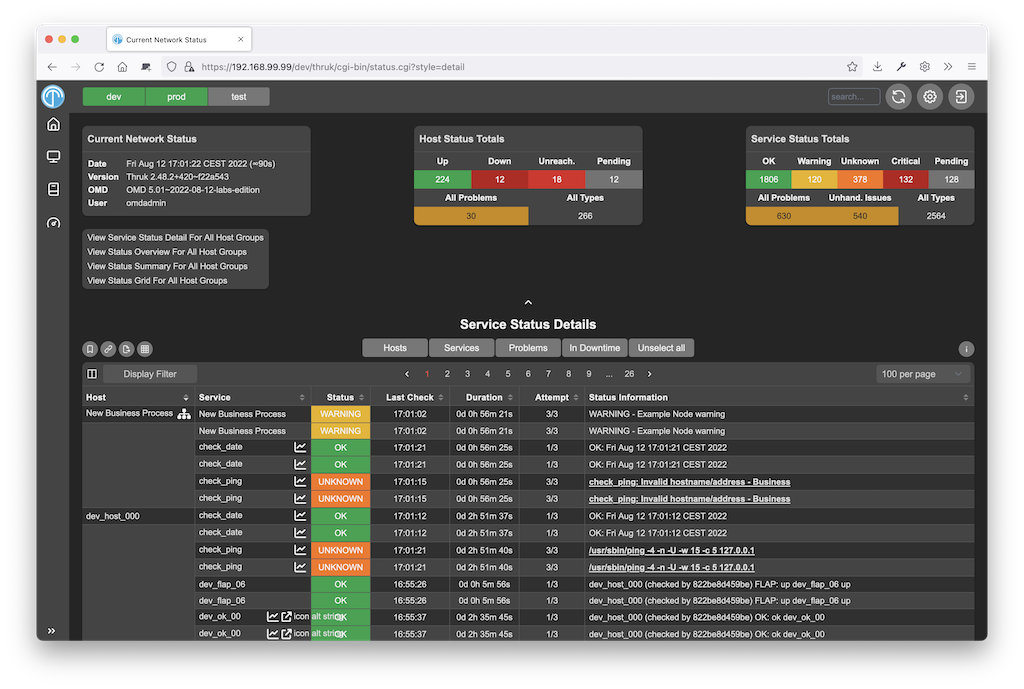 Current Network Status
https://192.168.99.99/dev/thruk/cgi-bin/status.cgi?style=detail
dev prod test
search...
Current Network Status
Date Fri Aug 12 17:01:22 CEST 2022 (∞90s)
Version Thruk 2.48.2+420~f22a543
OMD OMD 5.01~2022-08-12-labs-edition
User omdadmin
Host Status Totals
Up Down Unreach. Pending
224 12 18 12
All Problems All Types
30 266
Service Status Totals
OK Warning Unknown Critical Pending
1806 120 378 132 128
All Problems Unhand. Issues All Types
630 540 2564
View Service Status Detail For All Host Groups
View Status Overview For All Host Groups
View Status Summary For All Host Groups
View Status Grid For All Host Groups
Service Status Details
Hosts Services Problems In Downtime Unselect all
Display Filter
1 2 3 4 5 6 7 8 9 ... 26
100 per page
Host Service Status Last Check Duration Attempt Status Information
New Business Process New Business Process WARNING 17:01:02 0d 0h 56m 21s 3/3 WARNING - Example Node warning
New Business Process WARNING 17:01:02 0d 0h 56m 21s 3/3 WARNING - Example Node warning
check_date OK 17:01:21 0d 0h 56m 25s 1/3 OK: Fri Aug 12 17:01:21 CEST 2022
check_date OK 17:01:21 0d 0h 56m 25s 1/3 OK: Fri Aug 12 17:01:21 CEST 2022
check_ping UNKNOWN 17:01:15 0d 0h 56m 25s 3/3 check_ping: Invalid hostname/address - Business
check_ping UNKNOWN 17:01:15 0d 0h 56m 25s 3/3 check_ping: Invalid hostname/address - Business
dev_host_000 check_date OK 17:01:12 0d 2h 51m 37s 1/3 OK: Fri Aug 12 17:01:12 CEST 2022
check_date OK 17:01:12 0d 2h 51m 37s 1/3 OK: Fri Aug 12 17:01:12 CEST 2022
check_ping UNKNOWN 17:01:21 0d 2h 51m 40s 3/3 /usr/sbin/ping -4 -n -U -w 15 -c 5 127.0.0.1
check_ping UNKNOWN 17:01:21 0d 2h 51m 40s 3/3 /usr/sbin/ping -4 -n -U -w 15 -c 5 127.0.0.1
dev_flap_06 OK 16:55:26 0d 0h 5m 56s 1/3 dev_host_000 (checked by 822be8d459be) FLAP: up dev_flap_06 up
dev_flap_06 OK 16:55:26 0d 0h 5m 56s 1/3 dev_host_000 (checked by 822be8d459be) FLAP: up dev_flap_06 up
dev_ok_00 icon alt string OK 16:55:37 0d 2h 35m 45s 1/3 dev_host_000 (checked by 822be8d459be) OK: ok dev_ok_00
dev_ok_00 icon alt string OK 16:55:37 0d 2h 35m 45s 1/3 dev_host_000 (checked by 822be8d459be) OK: ok dev_ok_00